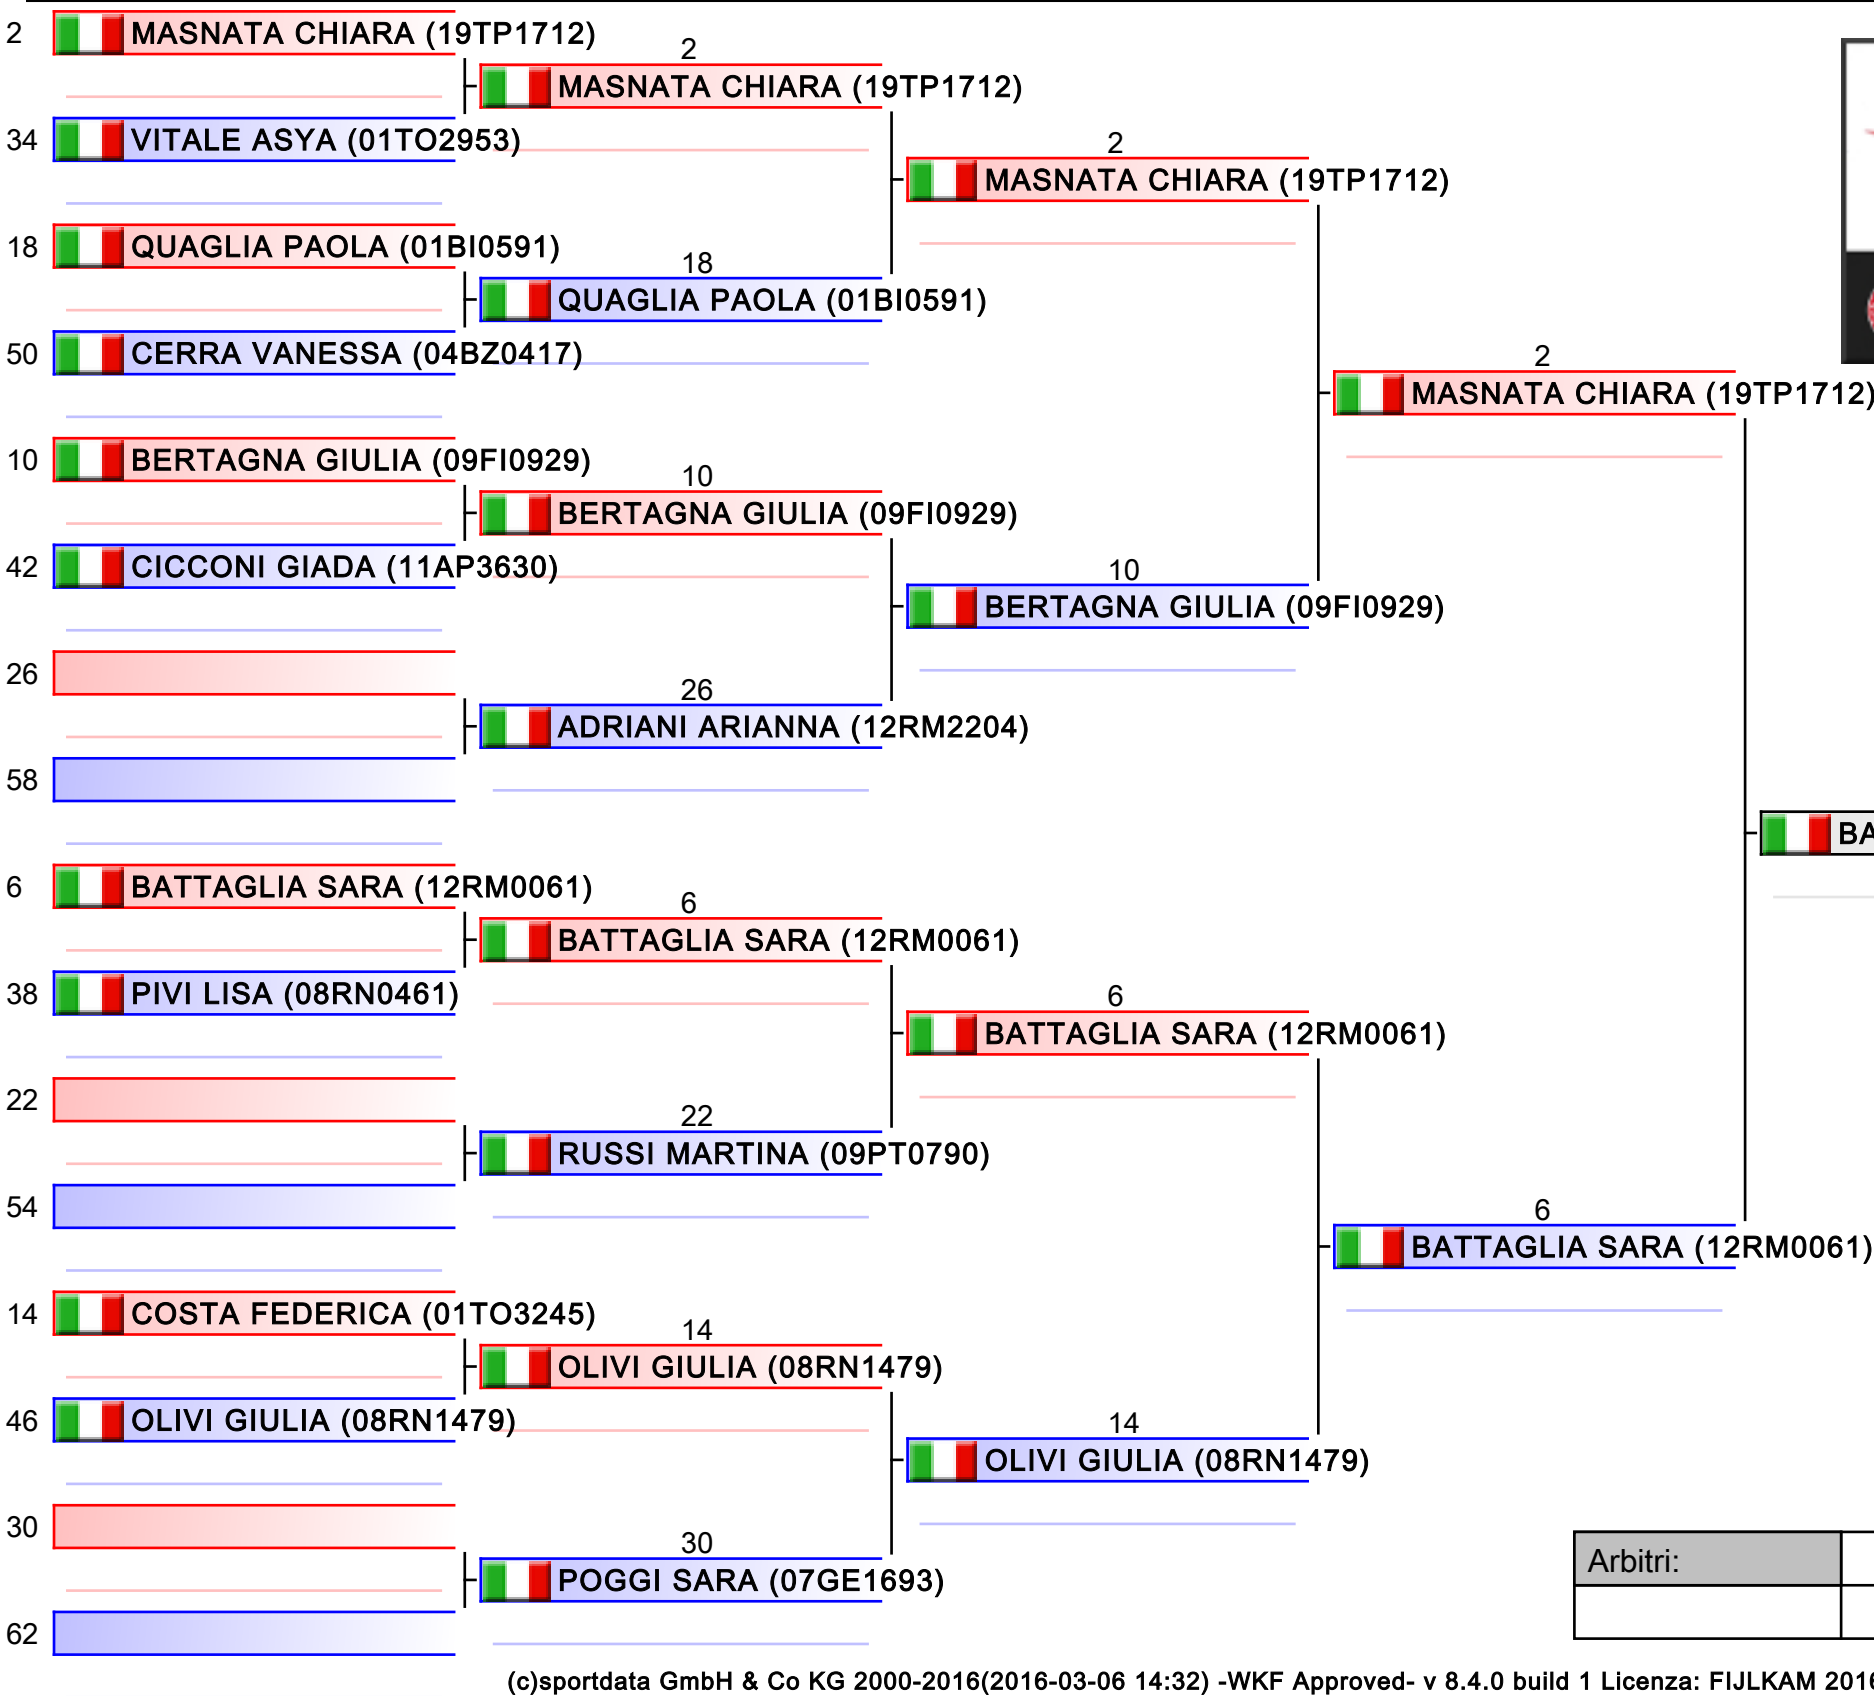 2 MASNATA CHIARA (19TP1712)
2
MASNATA CHIARA (19TP1712)
34 VITALE ASYA (01TO2953)
2
MASNATA CHIARA (19TP1712)
18 QUAGLIA PAOLA (01BI0591)
18
QUAGLIA PAOLA (01BI0591)
50 CERRA VANESSA (04BZ0417)
2
MASNATA CHIARA (19TP1712)
10 BERTAGNA GIULIA (09FI0929)
10
BERTAGNA GIULIA (09FI0929)
42 CICCONI GIADA (11AP3630)
10
BERTAGNA GIULIA (09FI0929)
26
26
ADRIANI ARIANNA (12RM2204)
58
BA
6 BATTAGLIA SARA (12RM0061)
6
BATTAGLIA SARA (12RM0061)
38 PIVI LISA (08RN0461)
6
BATTAGLIA SARA (12RM0061)
22
22
RUSSI MARTINA (09PT0790)
54
6
BATTAGLIA SARA (12RM0061)
14 COSTA FEDERICA (01TO3245)
14
OLIVI GIULIA (08RN1479)
46 OLIVI GIULIA (08RN1479)
14
OLIVI GIULIA (08RN1479)
30
30
POGGI SARA (07GE1693)
Arbitri:
62
(c)sportdata GmbH & Co KG 2000-2016(2016-03-06 14:32) -WKF Approved- v 8.4.0 build 1 Licenza: FIJLKAM 2016